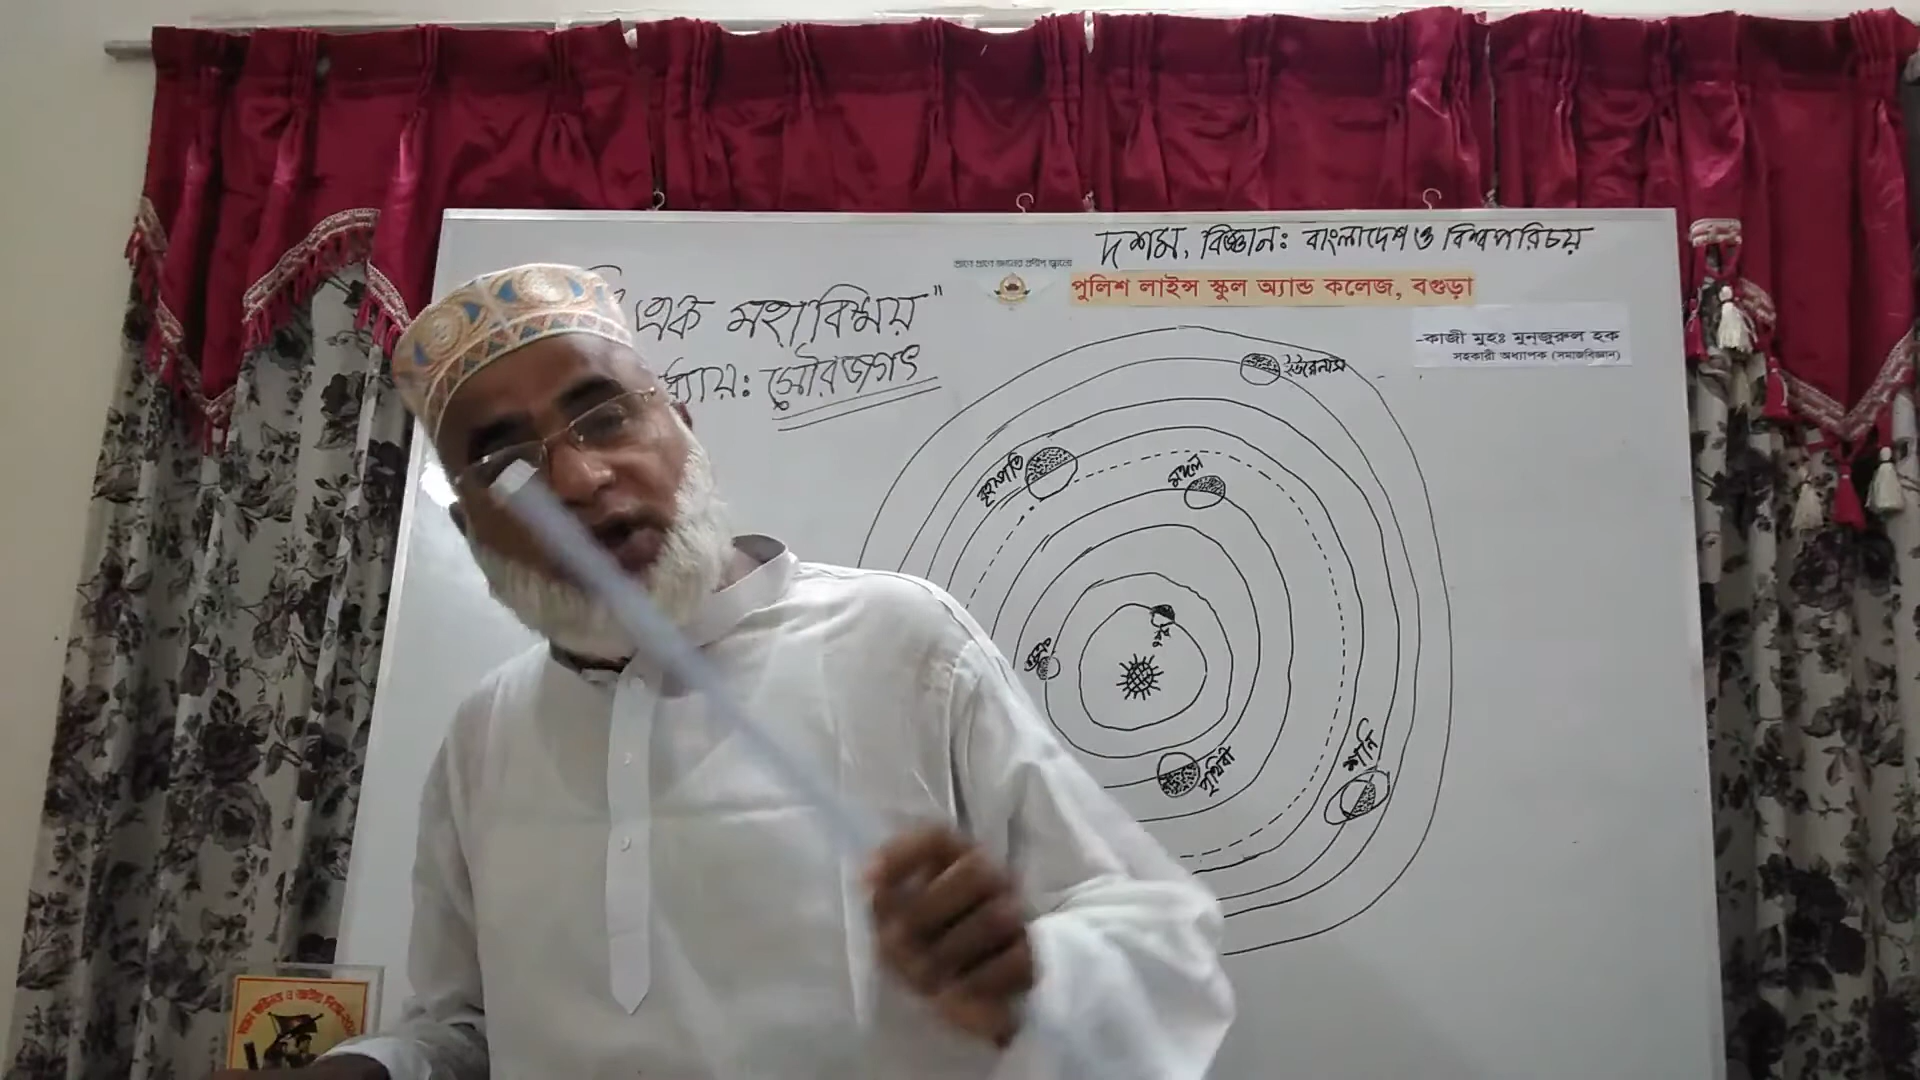 দশম, বিজ্ঞান: বাংলাদেশ ও বিশ্বপরিচয়
পুলিশ লাইন্স স্কুল অ্যান্ড কলেজ, বগুড়া
-কাজী মুহঃ মুনজুরুল হক
সহকারী অধ্যাপক (সমাজবিজ্ঞান)
এক মহাবিস্ময়"
ধ্যায়: সৌরজগৎ
ইউরেনাস
বৃহস্পতি
মঙ্গল
বুধ
শুক্র
পৃথিবী
শনি